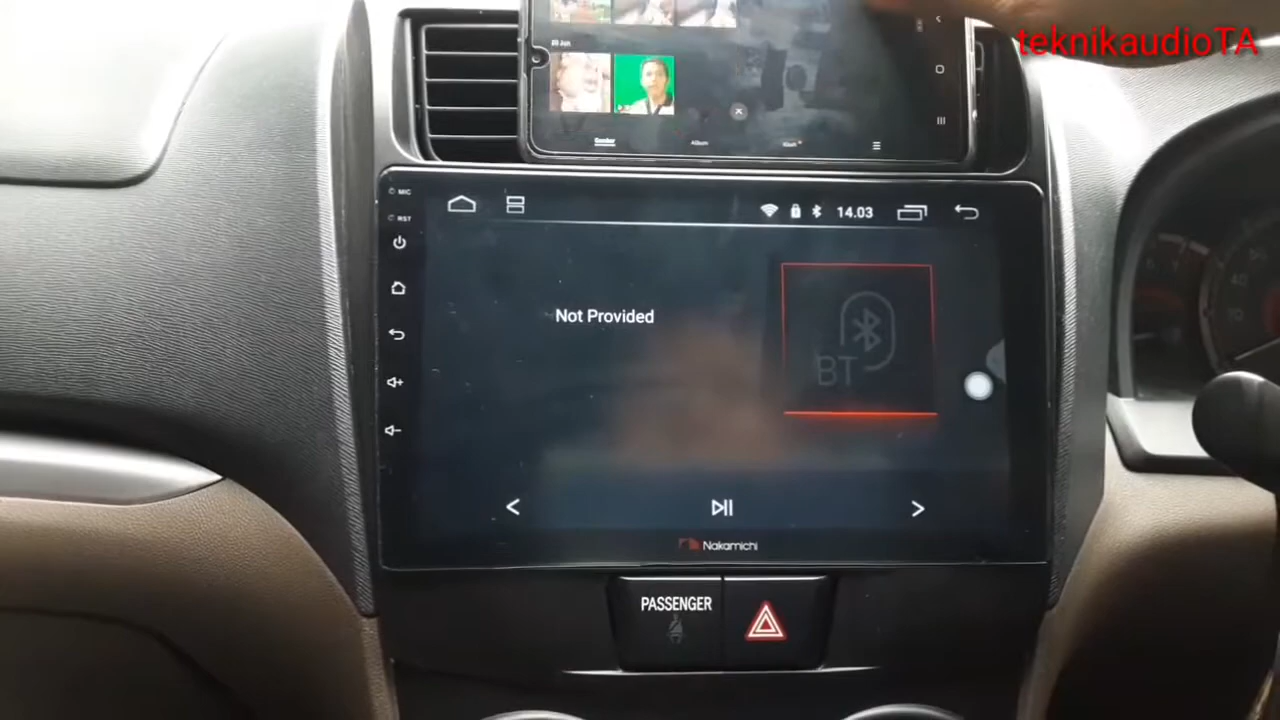 teknikaudioTA
MIC
RST
14.03
Not Provided
BT
Nakamichi
PASSENGER